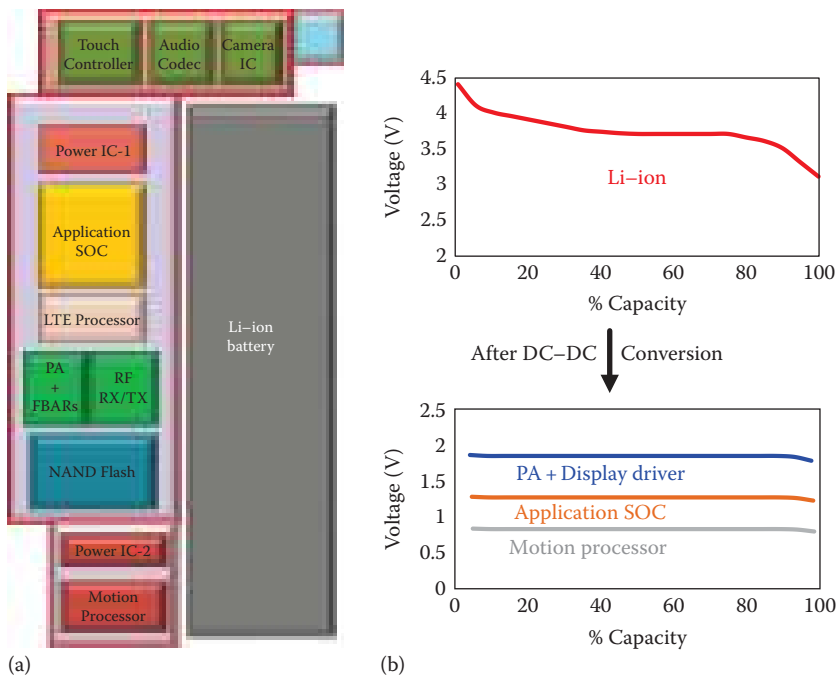 Touch
Controller
Audio
Codec
Camera
IC
Power IC-1
Application
SOC
LTE Processor
PA
+
FBARs
RF
RX/TX
NAND Flash
Power IC-2
Motion
Processor
Li–ion
battery
(a)
4.5
4
3.5
3
2.5
2
Voltage (V)
Li–ion
0 20 40 60 80 100
% Capacity
After DC–DC Conversion
2.5
2
1.5
1
0.5
0
Voltage (V)
PA + Display driver
Application SOC
Motion processor
0 20 40 60 80 100
% Capacity
(b)